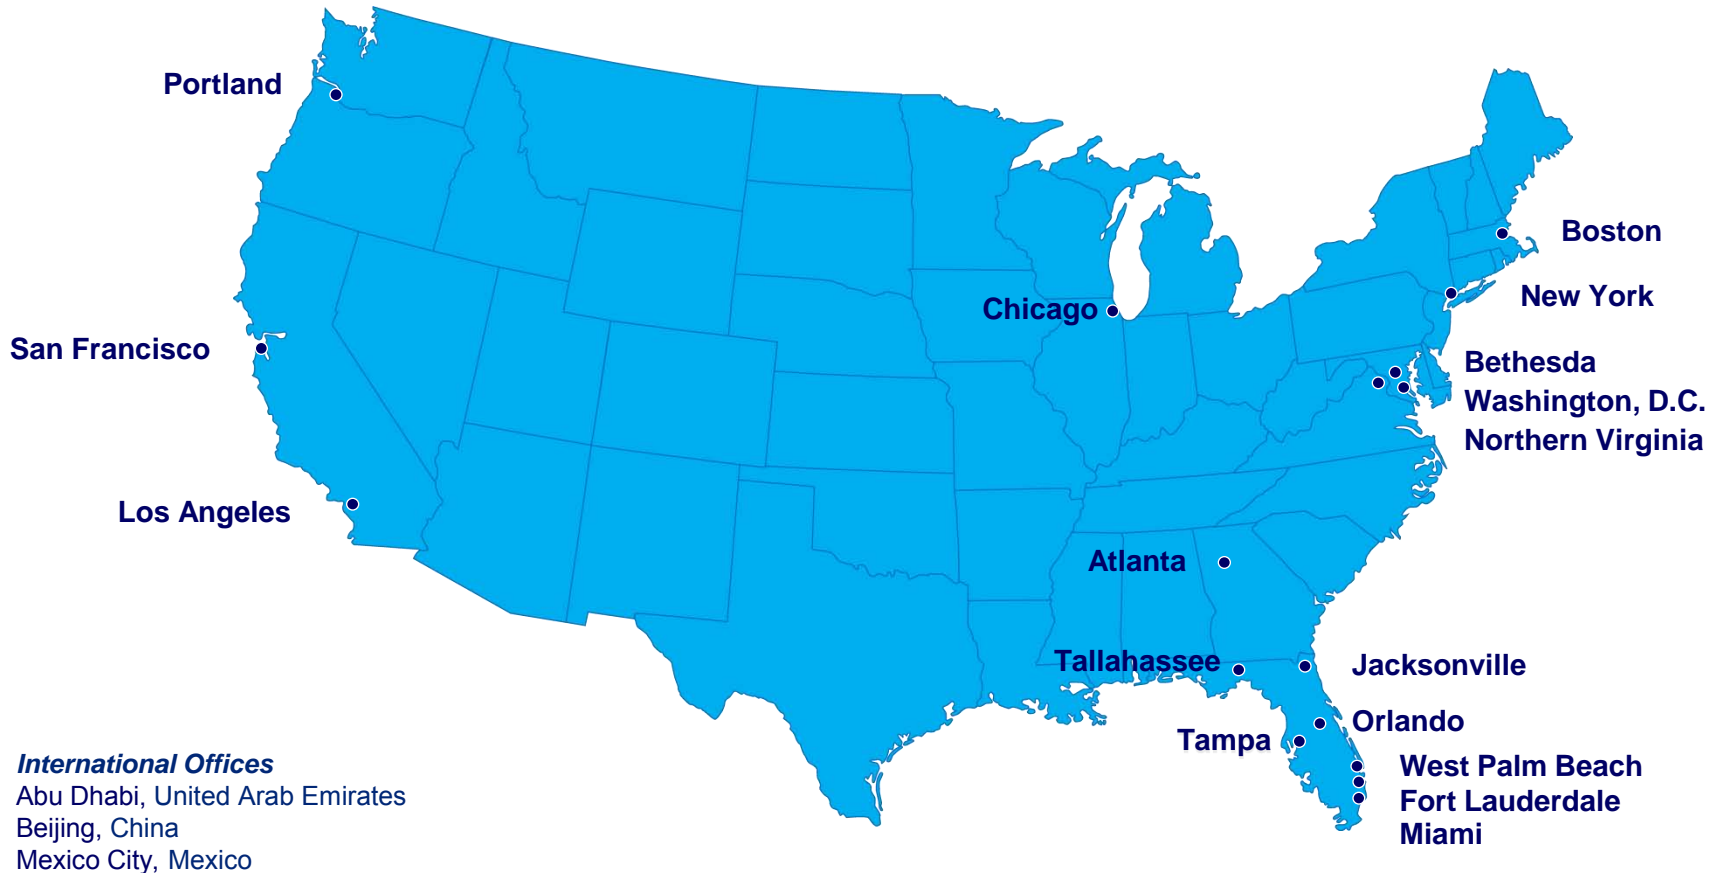 Portland
Boston
New York
Chicago
San Francisco
Bethesda
Washington, D.C.
Northern Virginia
Los Angeles
Atlanta
Tallahassee
Jacksonville
Orlando
Tampa
West Palm Beach
Fort Lauderdale
Miami
International Offices
Abu Dhabi, United Arab Emirates
Beijing, China
Mexico City, Mexico